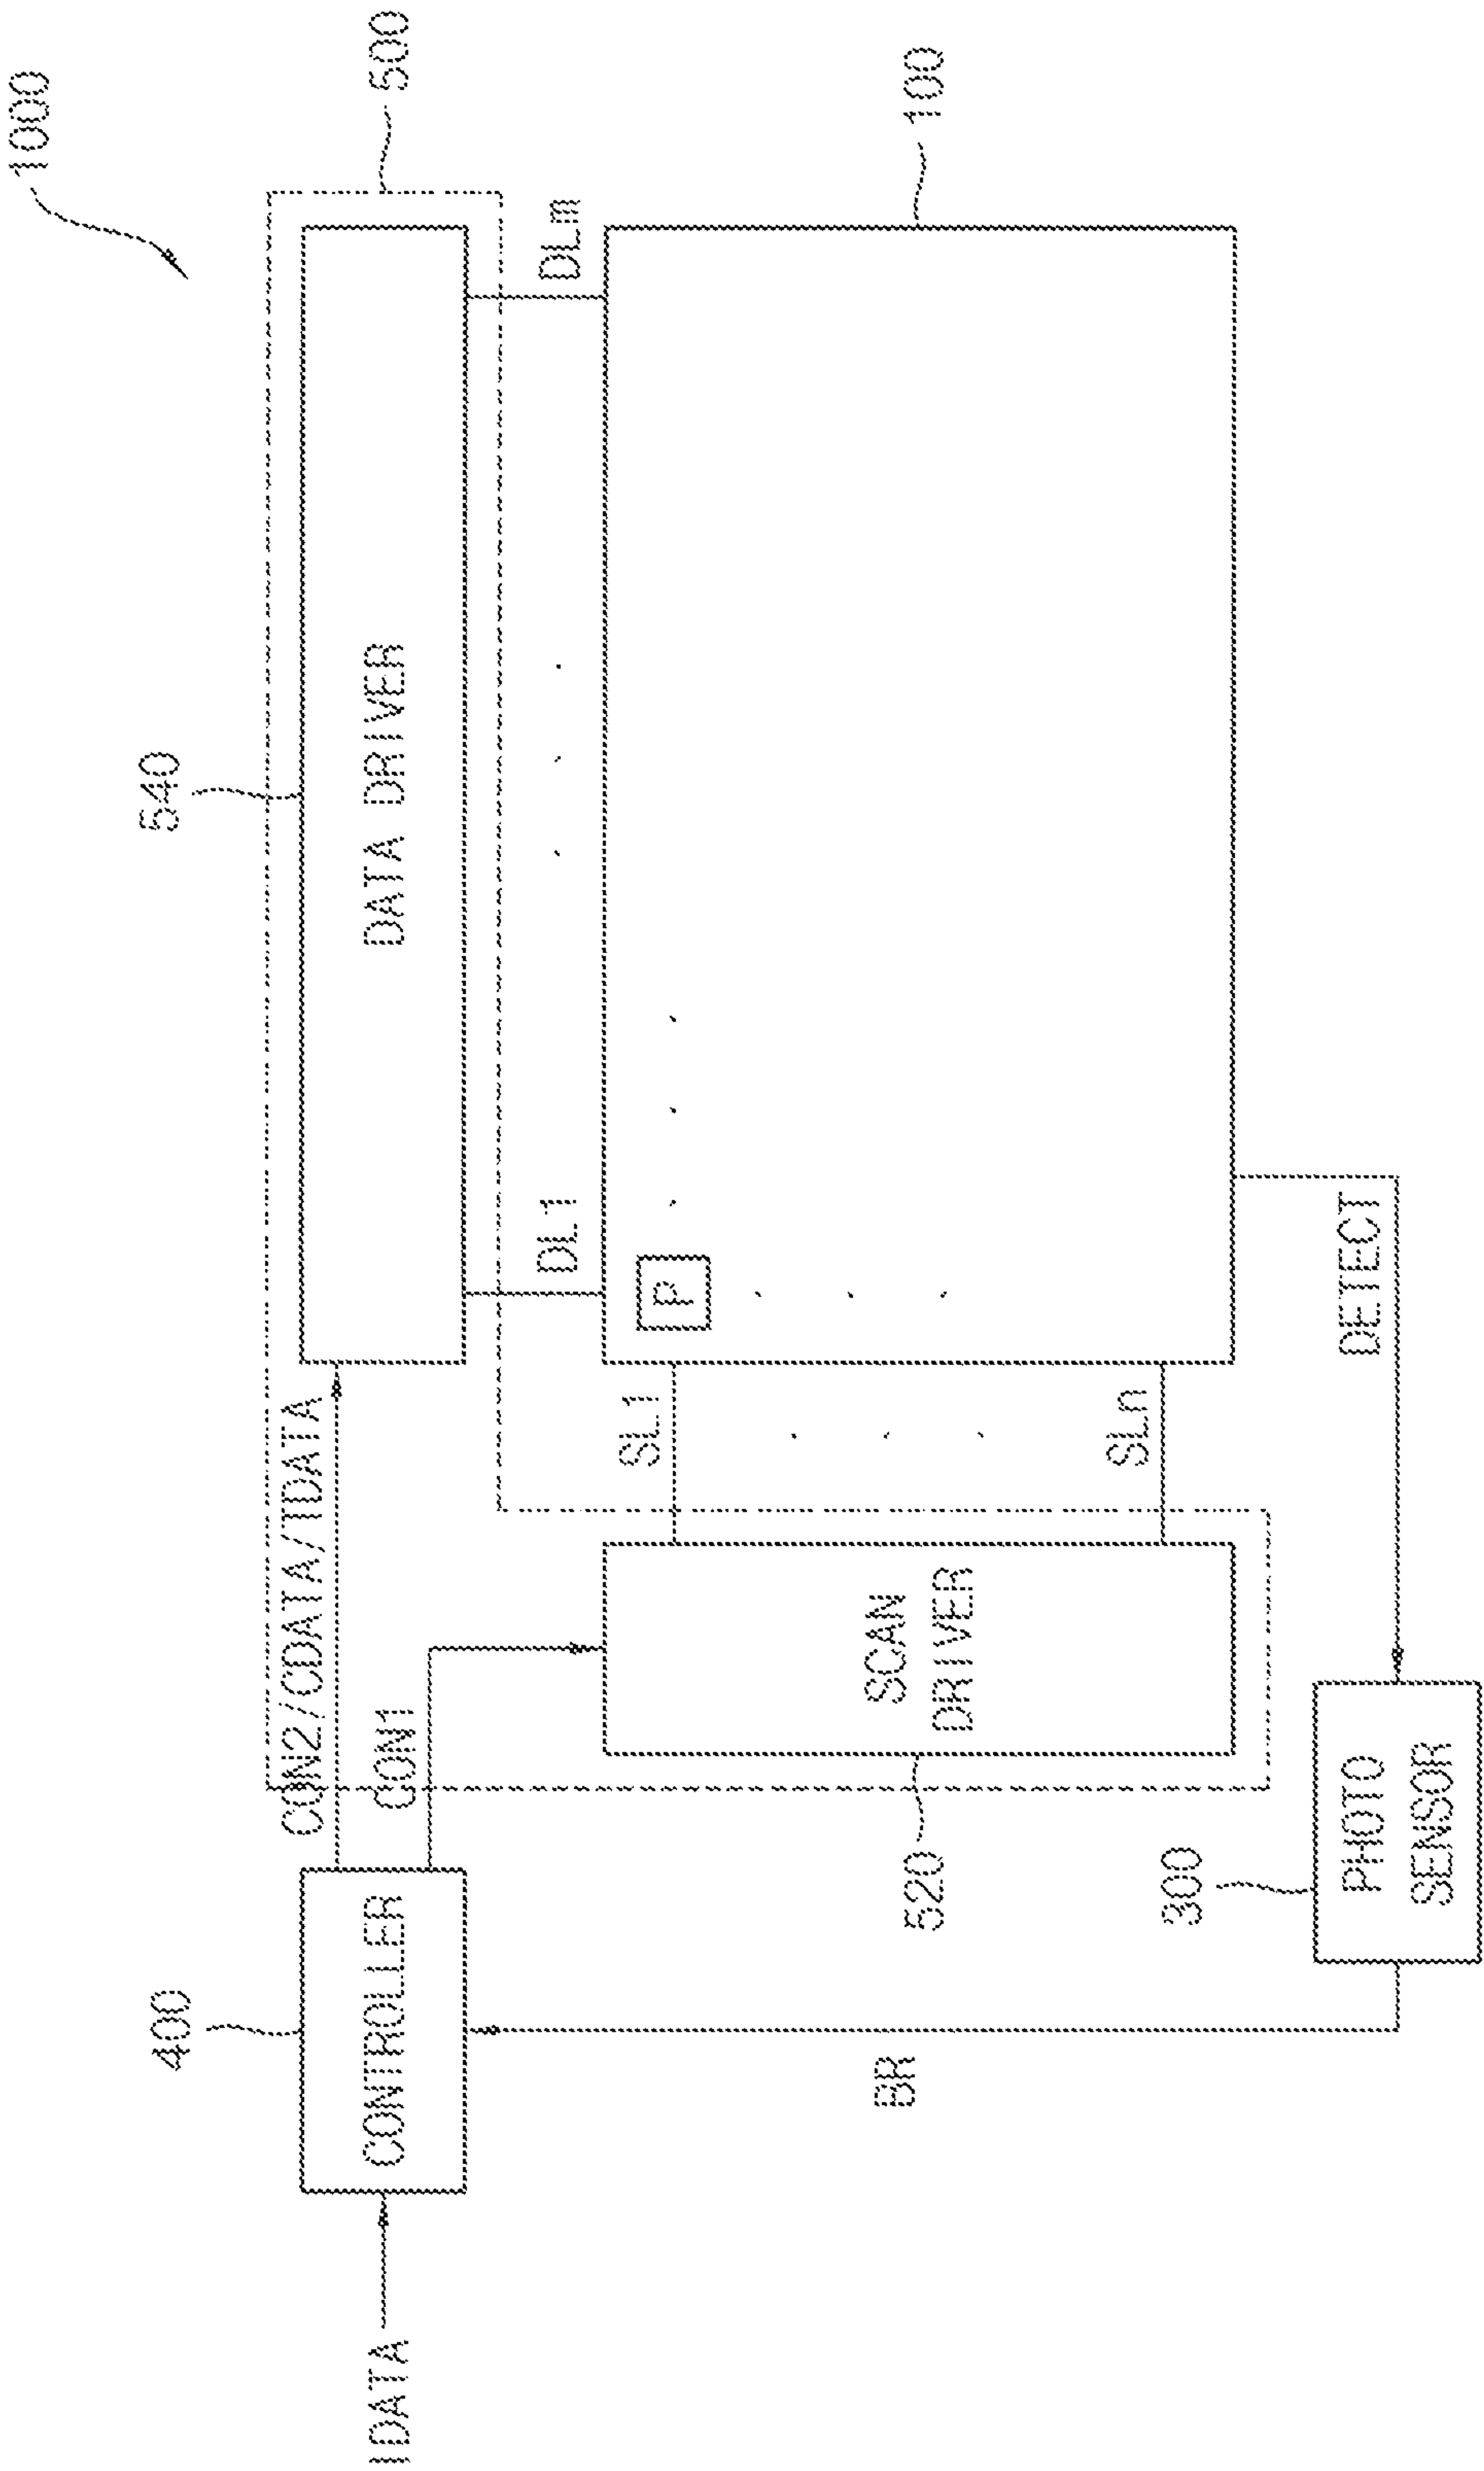 1000
540
500
400
CON2/CDATA/TDATA
DATA DRIVER
CONTROLLER
IDATA
CON1
DL1
DLm
SL1
P
100
SCAN
DRIVER
520
BR
SLn
300
DETECT
PHOTO
SENSOR